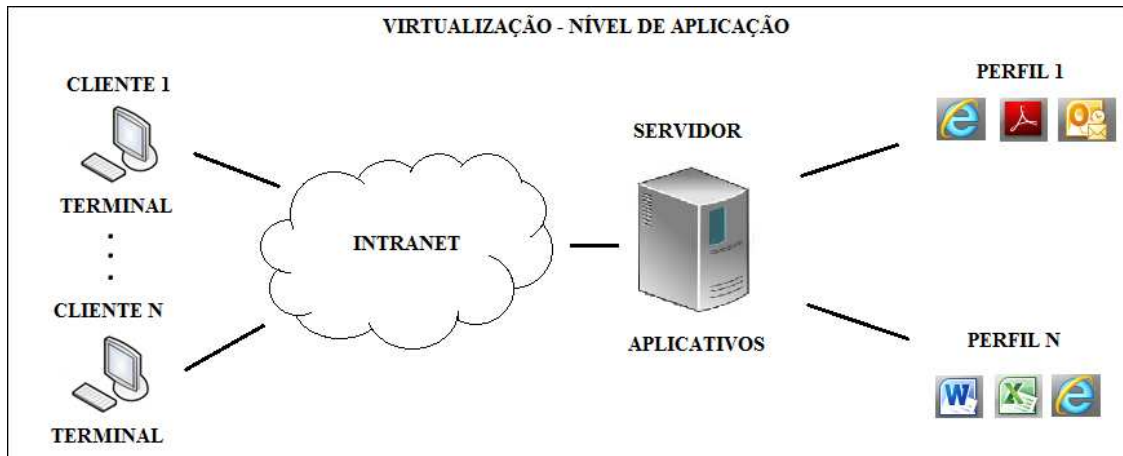 VIRTUALIZAÇÃO - NÍVEL DE APLICAÇÃO
CLIENTE 1
TERMINAL
CLIENTE N
TERMINAL
INTRANET
SERVIDOR
APLICATIVOS
PERFIL 1
PERFIL N